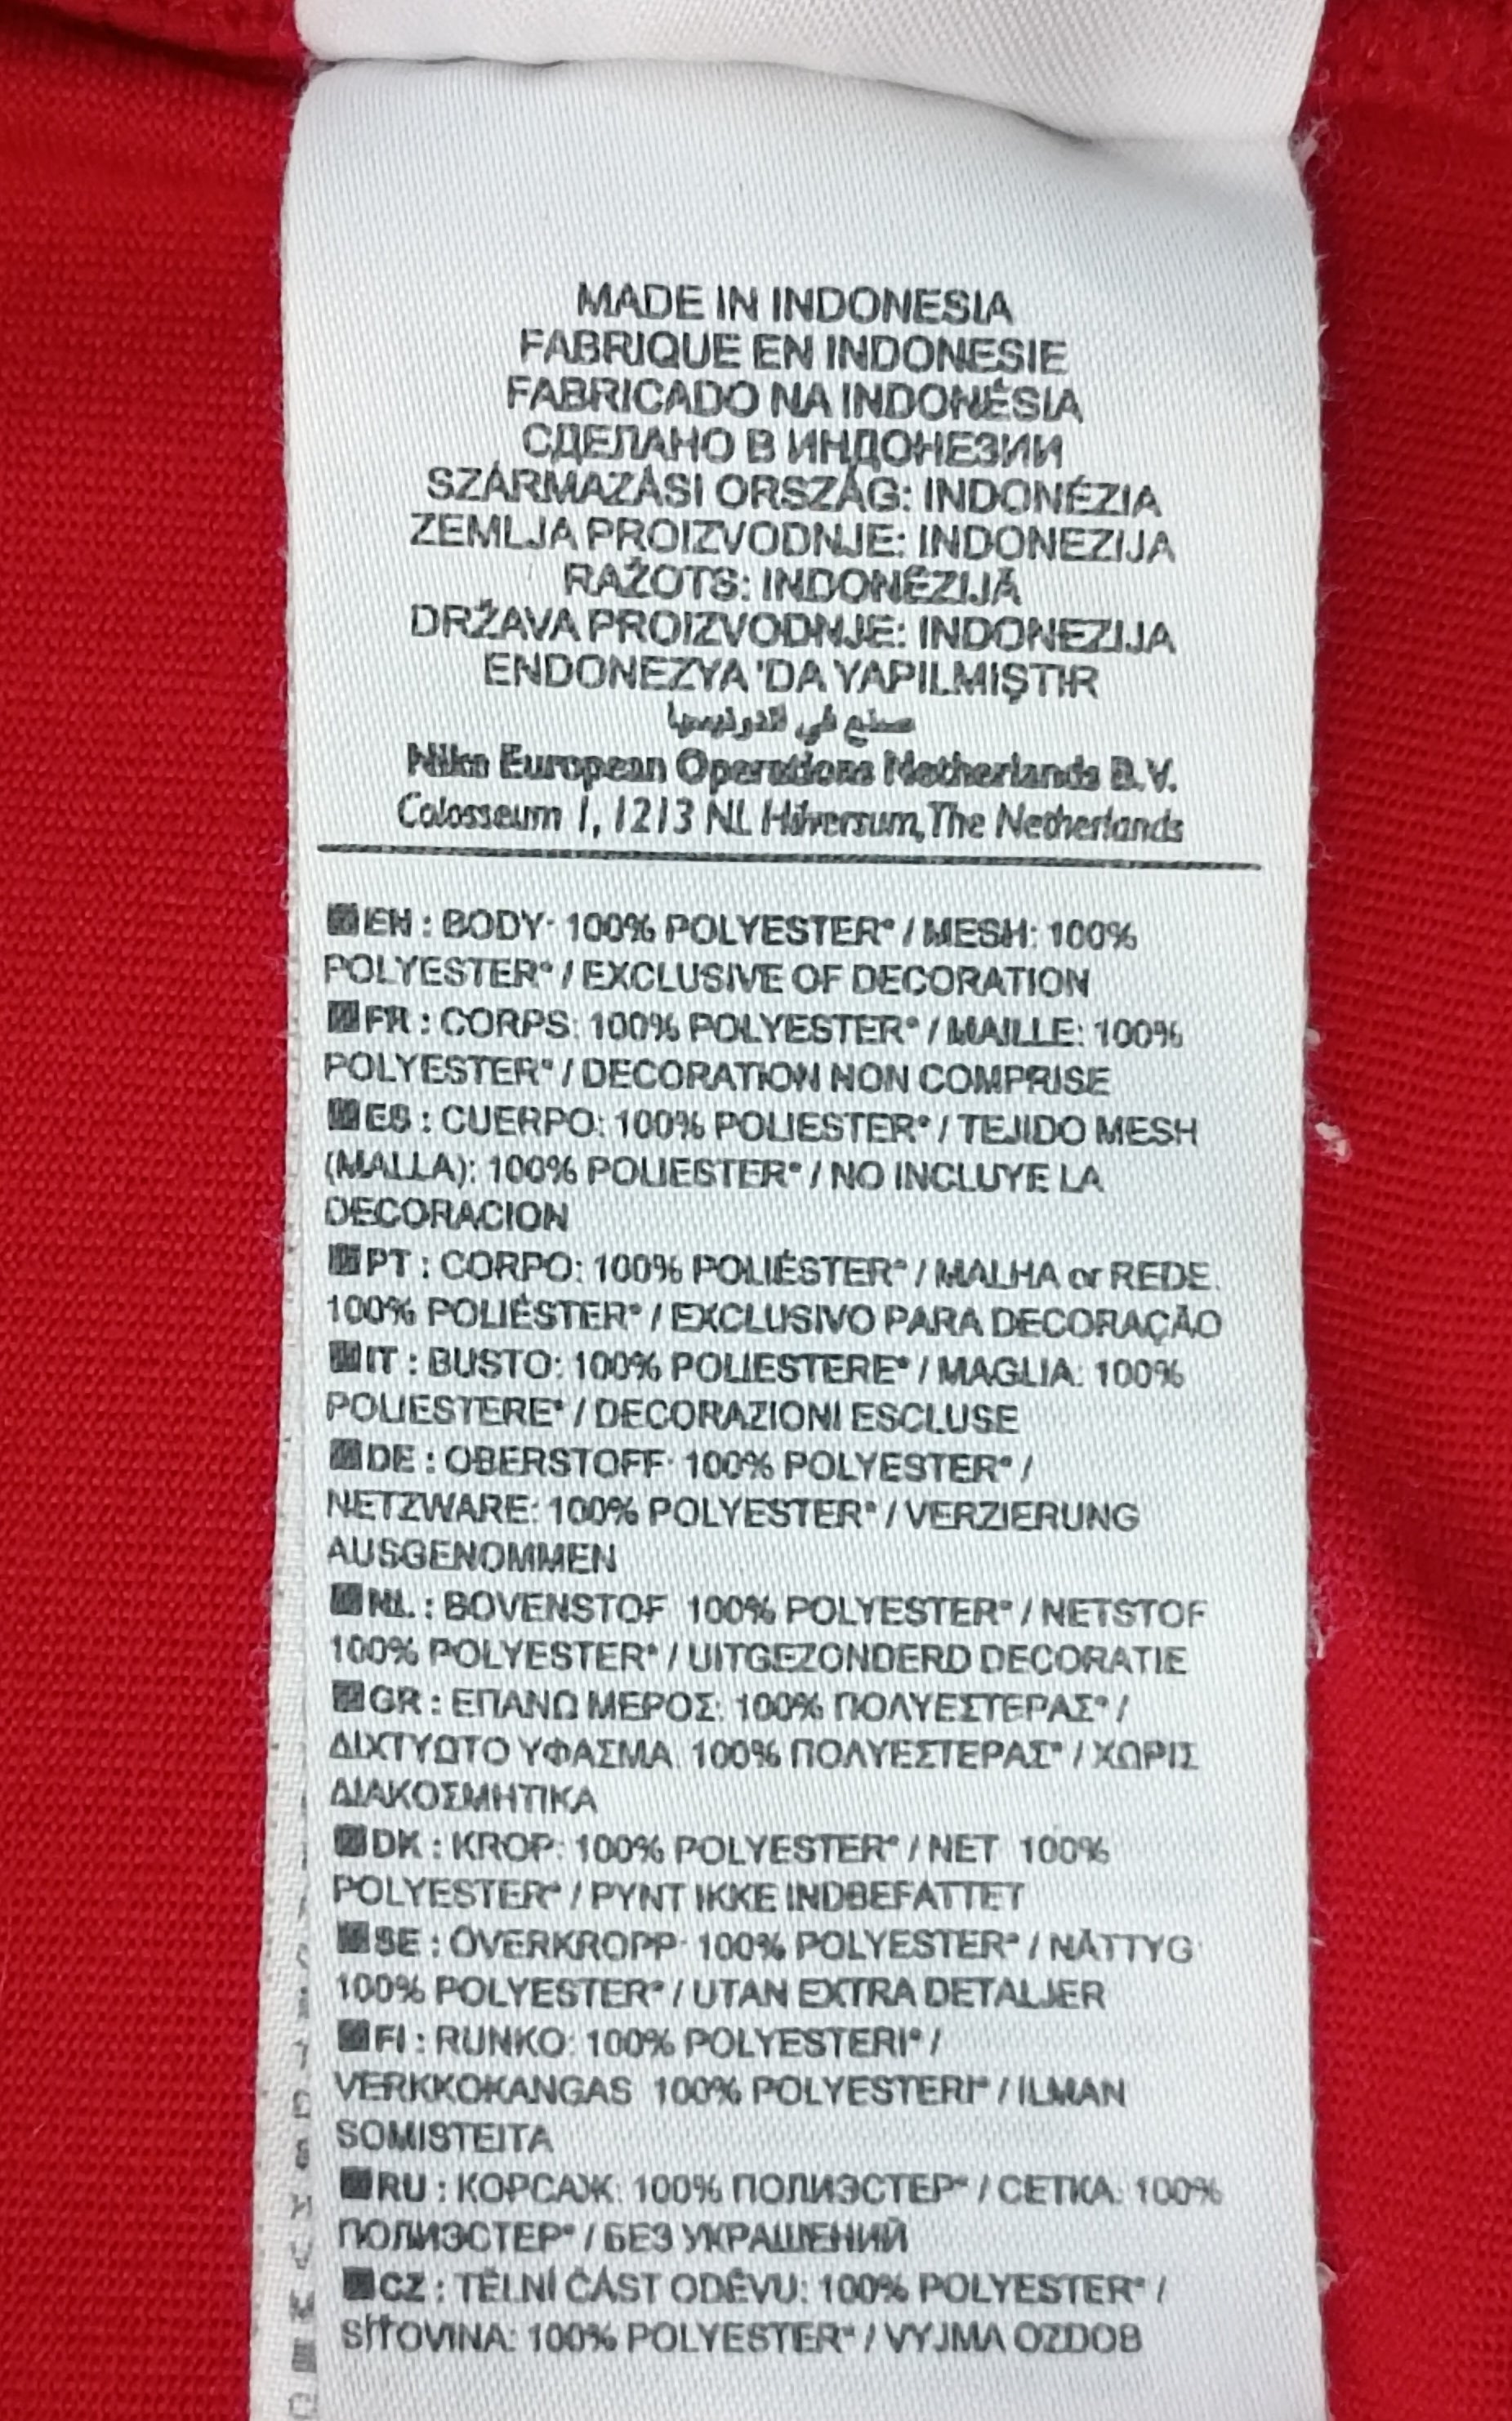 MADE IN INDONESIA
FABRIQUE EN INDONESIE
FABRICADO NA INDONÉSIA
СДЕЛАНО В ИНДОНЕЗИИ
SZÁRMAZÁSI ORSZÁG: INDONÉZIA
ZEMLJA PROIZVODNJE: INDONEZIJA
RAŽOTS: INDONĒZIJĀ
DRŽAVA PROIZVODNJE: INDONEZIJA
ENDONEZYA 'DA YAPILMIŞTIR
صنع في اندونيسيا
Nike European Operations Netherlands B.V.
Colosseum 1, 1213 NL Hilversum, The Netherlands
EN : BODY: 100% POLYESTER* / MESH: 100%
POLYESTER* / EXCLUSIVE OF DECORATION
FR : CORPS: 100% POLYESTER* / MAILLE: 100%
POLYESTER* / DECORATION NON COMPRISE
ES : CUERPO: 100% POLIESTER* / TEJIDO MESH
(MALLA): 100% POLIESTER* / NO INCLUYE LA
DECORACION
PT : CORPO: 100% POLIÉSTER* / MALHA or REDE:
100% POLIÉSTER* / EXCLUSIVO PARA DECORAÇÃO
IT : BUSTO: 100% POLIESTERE* / MAGLIA: 100%
POLIESTERE* / DECORAZIONI ESCLUSE
DE : OBERSTOFF: 100% POLYESTER* /
NETZWARE: 100% POLYESTER* / VERZIERUNG
AUSGENOMMEN
NL : BOVENSTOF: 100% POLYESTER* / NETSTOF
100% POLYESTER* / UITGEZONDERD DECORATIE
GR : ΕΠΑΝΩ ΜΕΡΟΣ: 100% ΠΟΛΥΕΣΤΕΡΑΣ* /
ΔΙΧΤΥΩΤΟ ΥΦΑΣΜΑ: 100% ΠΟΛΥΕΣΤΕΡΑΣ* / ΧΩΡΙΣ
ΔΙΑΚΟΣΜΗΤΙΚΑ
DK : KROP: 100% POLYESTER* / NET: 100%
POLYESTER* / PYNT IKKE INDBEFATTET
SE : ÖVERKROPP: 100% POLYESTER* / NÄTTYG
100% POLYESTER* / UTAN EXTRA DETALJER
FI : RUNKO: 100% POLYESTERI* /
VERKKOKANGAS: 100% POLYESTERI* / ILMAN
SOMISTEITA
RU : КОРСАЖ: 100% ПОЛИЭСТЕР* / СЕТКА: 100%
ПОЛИЭСТЕР* / БЕЗ УКРАШЕНИЙ
CZ : TĚLNÍ ČÁST ODĚVU: 100% POLYESTER* /
SÍŤOVINA: 100% POLYESTER* / VYJMA OZDOB